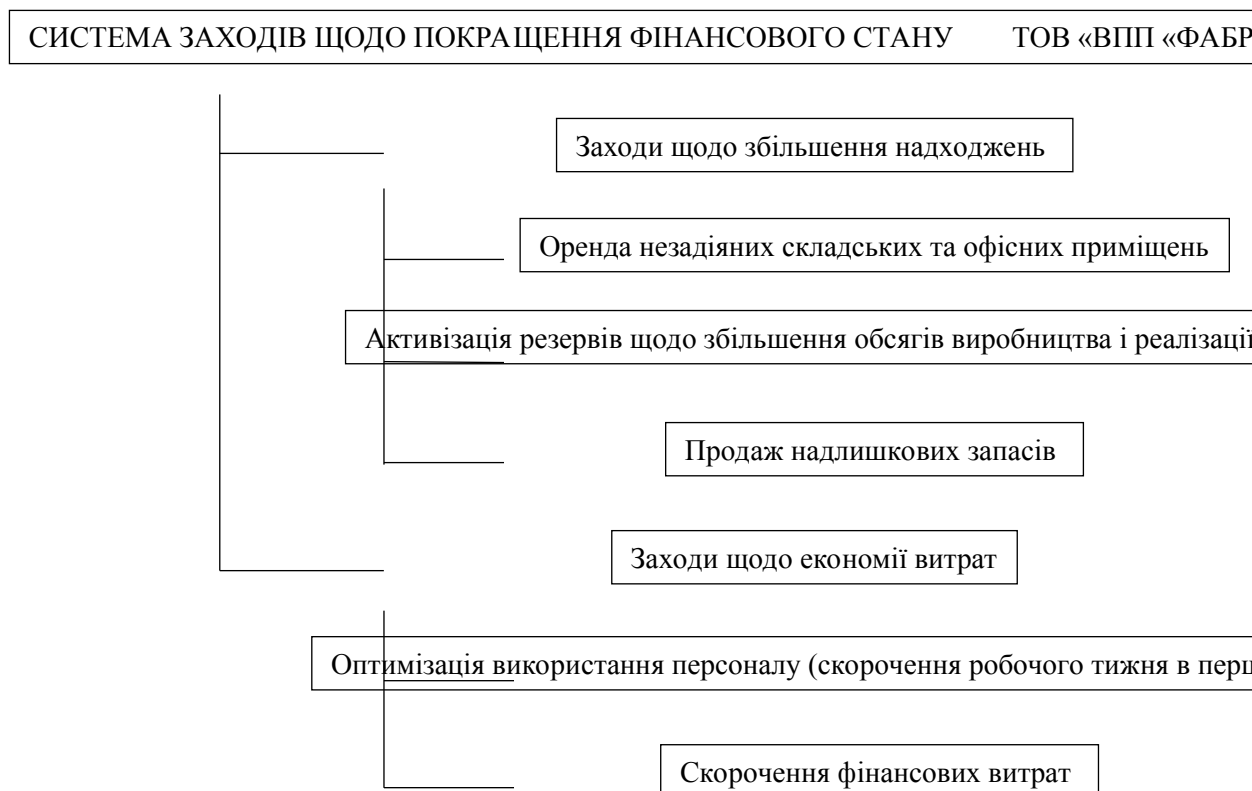 СИСТЕМА ЗАХОДІВ ЩОДО ПОКРАЩЕННЯ ФІНАНСОВОГО СТАНУ ТОВ «ВПП «ФАБР
Заходи щодо збільшення надходжень
Оренда незадіяних складських та офісних приміщень
Активізація резервів щодо збільшення обсягів виробництва і реалізації
Продаж надлишкових запасів
Заходи щодо економії витрат
Оптимізація використання персоналу (скорочення робочого тижня в перш
Скорочення фінансових витрат